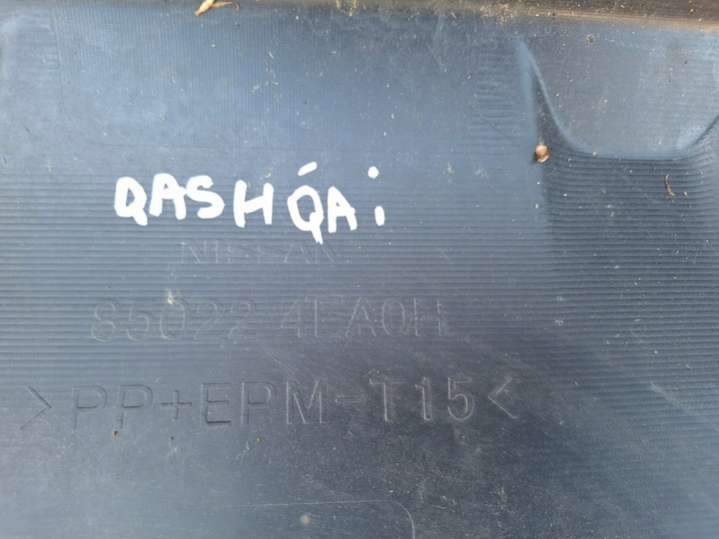 QASHQAi
NISSAN
85022 4EA0H
>PP+EPM-T15<